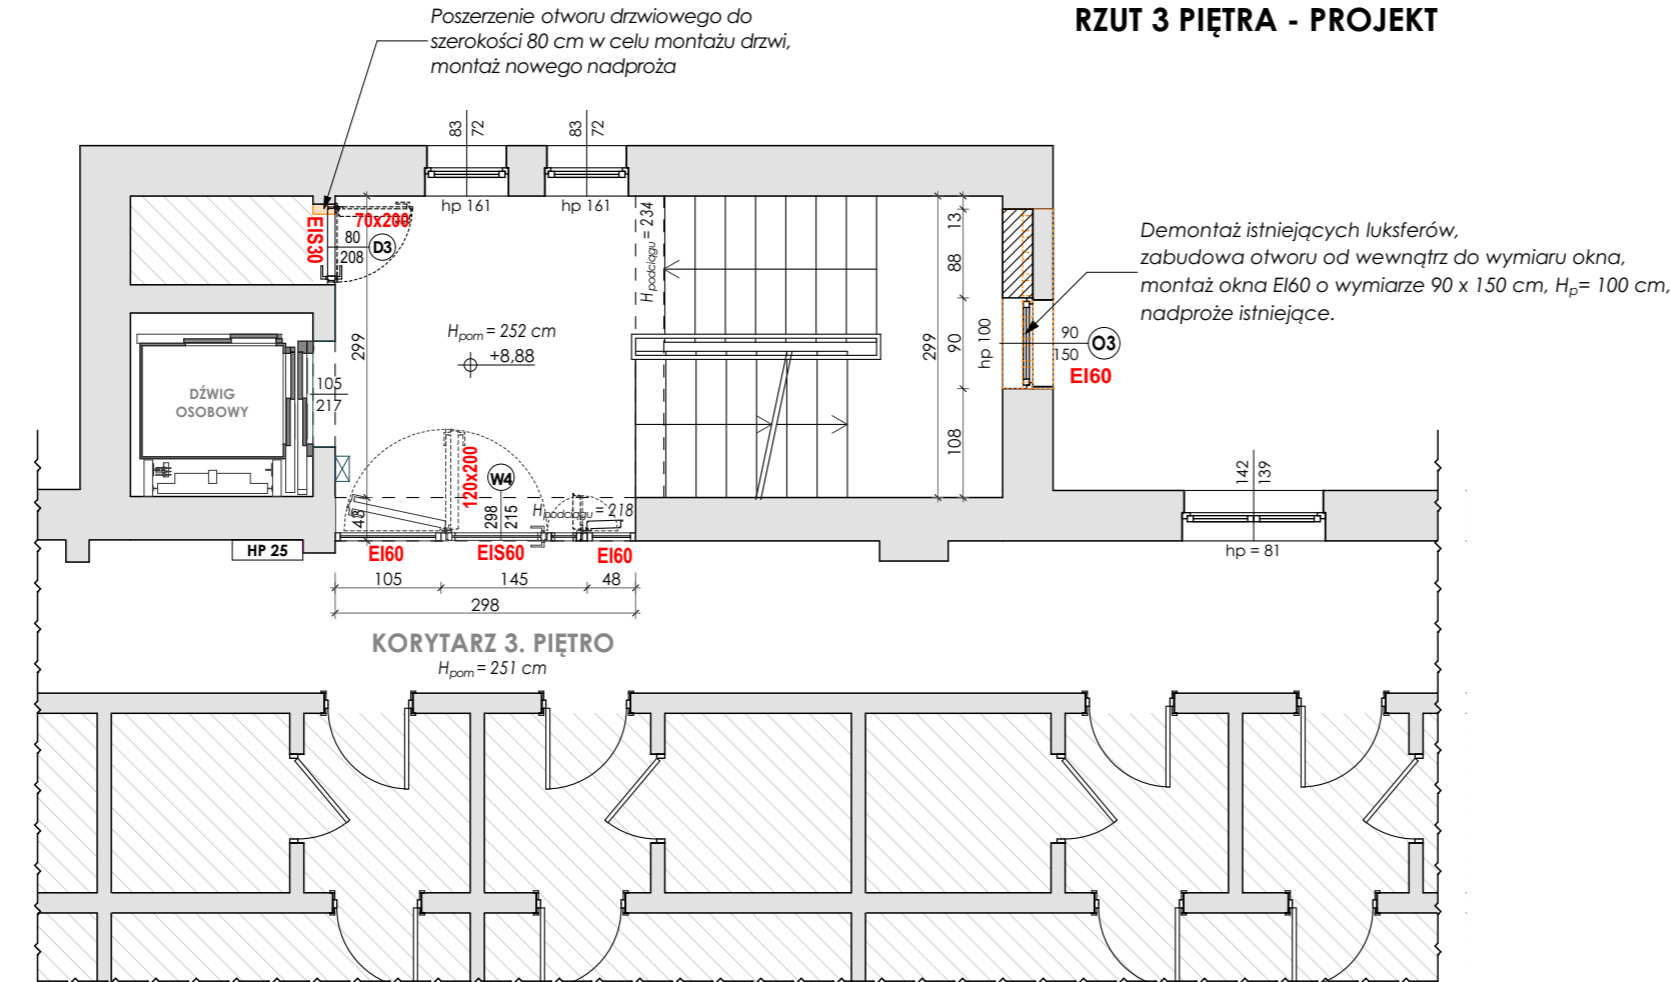 RZUT 3 PIĘTRA - PROJEKT
Poszerzenie otworu drzwiowego do
szerokości 80 cm w celu montażu drzwi,
montaż nowego nadproża
83
72
83
72
hp 161
hp 161
EIS30
70x200
80
208
D3
H podciągu = 234
13
88
90
108
299
hp 100
Demontaż istniejących luksferów,
zabudowa otworu od wewnątrz do wymiaru okna,
montaż okna EI60 o wymiarze 90 x 150 cm, Hp= 100 cm,
nadproże istniejące.
90
150
O3
EI60
Hpom = 252 cm
+8,88
299
DŹWIG
OSOBOWY
105
217
120x200
W4
298
215
48
Hpodciągu = 218
142
139
hp = 81
HP 25
EI60
EIS60
EI60
105
145
48
298
KORYTARZ 3. PIĘTRO
Hpom = 251 cm